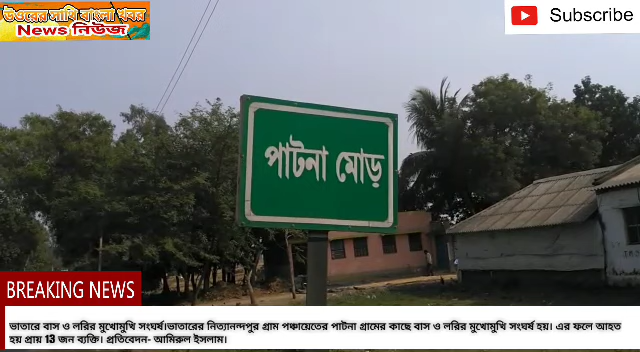 উত্তরের সাথি বাংলা খবর
News নিউজ
Subscribe
পাটনা মোড়
BREAKING NEWS
ভাতারে বাস ও লরির মুখোমুখি সংঘর্ষ।ভাতারের নিত্যানন্দপুর গ্রাম পঞ্চায়েতের পাটনা গ্রামের কাছে বাস ও লরির মুখোমুখি সংঘর্ষ হয়। এর ফলে আহত
হয় প্রায় 13 জন ব্যক্তি। প্রতিবেদন- আমিরুল ইসলাম।